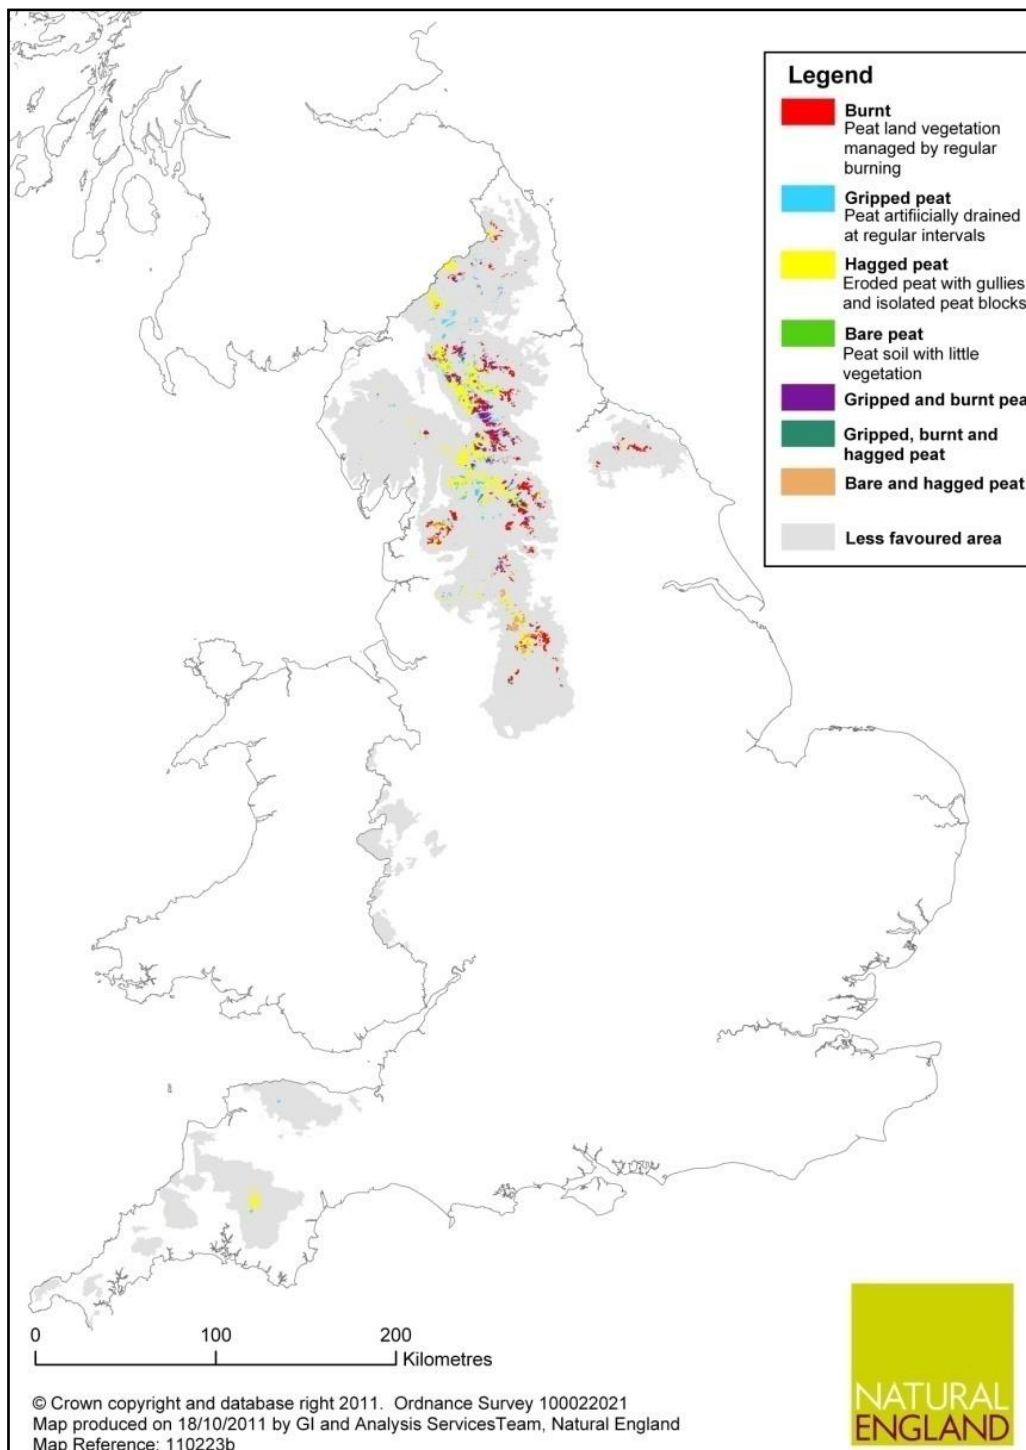 Legend
Burnt
Peat land vegetation
managed by regular
burning
Gripped peat
Peat artifiicially drained
at regular intervals
Hagged peat
Eroded peat with gullies
and isolated peat blocks
Bare peat
Peat soil with little
vegetation
Gripped and burnt pea
Gripped, burnt and
hagged peat
Bare and hagged peat
Less favoured area
0 100 200
Kilometres
© Crown copyright and database right 2011. Ordnance Survey 100022021
Map produced on 18/10/2011 by GI and Analysis ServicesTeam, Natural England
Map Reference: 110223b
NATURAL
ENGLAND